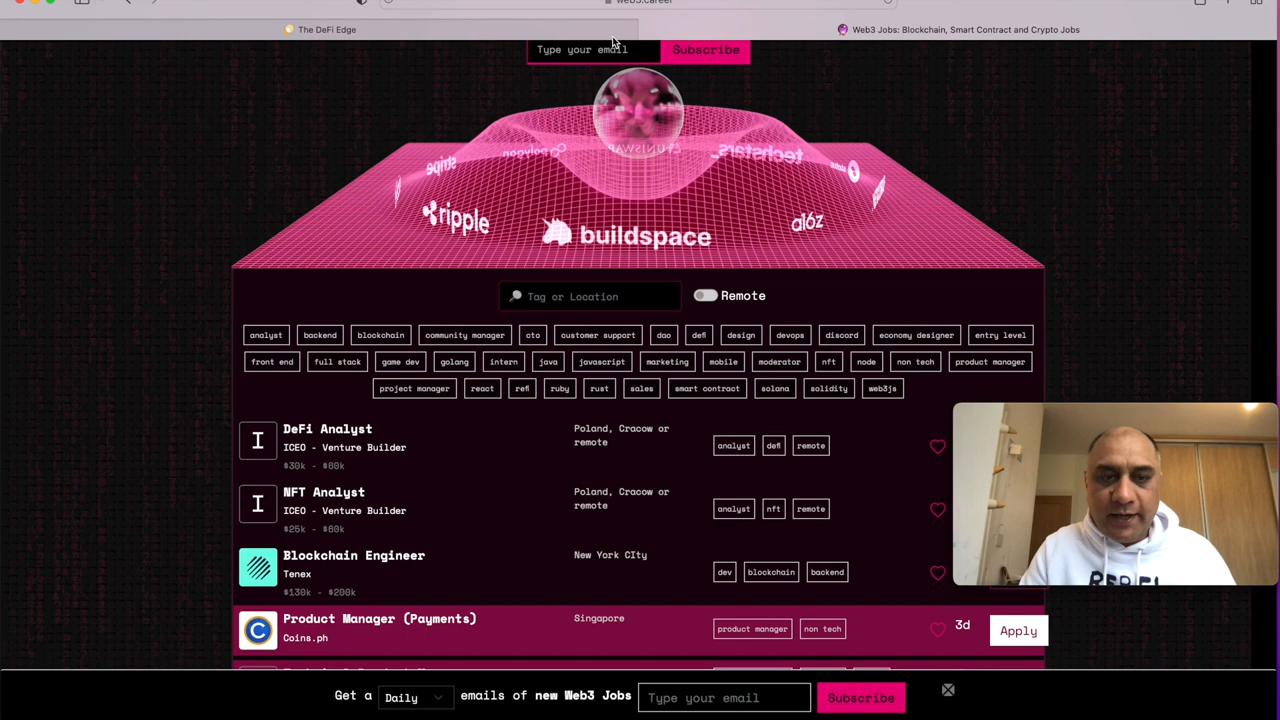 web3.career
The DeFi Edge
Web3 Jobs: Blockchain, Smart Contract and Crypto Jobs
Type your email
Subscribe
stripe
polygon
UNISWAP
techstars_
ripple
buildspace
a16z
Tag or Location
Remote
analyst backend blockchain community manager cto customer support dao defi design devops discord economy designer entry level
front end full stack game dev golang intern java javascript marketing mobile moderator nft node non tech product manager
project manager react refi ruby rust sales smart contract solana solidity web3js
I
DeFi Analyst
ICEO - Venture Builder
$30k - $60k
Poland, Cracow or
remote
analyst defi remote
I
NFT Analyst
ICEO - Venture Builder
$25k - $60k
Poland, Cracow or
remote
analyst nft remote
Blockchain Engineer
Tenex
$130k - $200k
New York CIty
dev blockchain backend
C
Product Manager (Payments)
Coins.ph
Singapore
product manager non tech
3d
Apply
Get a Daily emails of new Web3 Jobs Type your email Subscribe